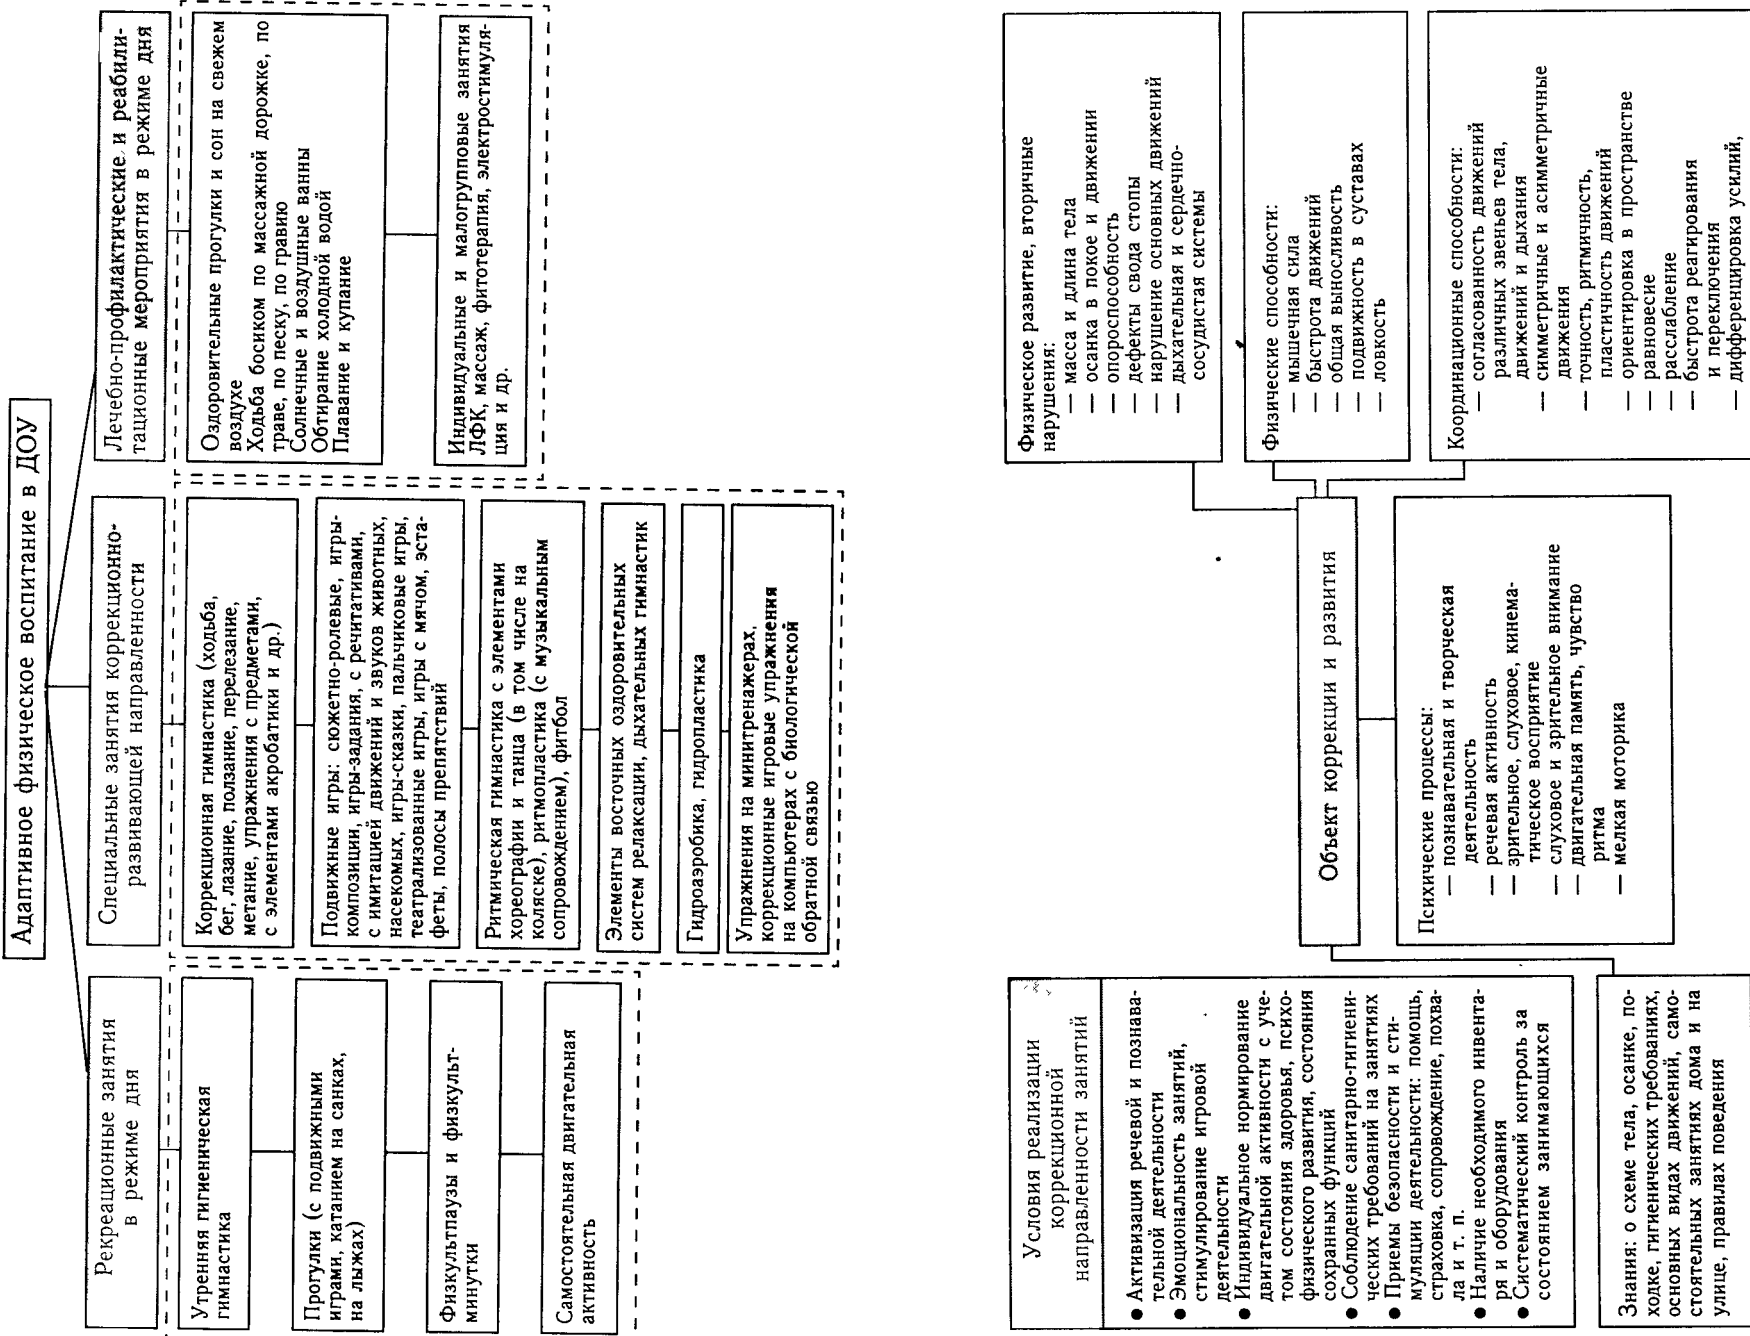 Адаптивное физическое воспитание в ДОУ
Рекреационные занятия
в режиме дня
Утренняя гигиеническая
гимнастика
Прогулки (с подвижными
играми, катанием на санках,
на лыжах)
Физкультпаузы и физкульт-
минутки
Самостоятельная двигательная
активность
Специальные занятия коррекционно-
развивающей направленности
Коррекционная гимнастика (ходьба,
бег, лазание, ползание, перелезание,
метание, упражнения с предметами,
с элементами акробатики и др.)
Подвижные игры: сюжетно-ролевые, игры-
композиции, игры-задания, с речитативами,
с имитацией движений и звуков животных,
насекомых, игры-сказки, пальчиковые игры,
театрализованные игры, игры с мячом, эста-
феты, полосы препятствий
Ритмическая гимнастика с элементами
хореографии и танца (в том числе на
коляске), ритмопластика (с музыкальным
сопровождением), фитбол
Элементы восточных оздоровительных
систем релаксации, дыхательных гимнастик
Гидроаэробика, гидропластика
Упражнения на минитренажерах,
коррекционные игровые упражнения
на компьютерах с биологической
обратной связью
Лечебно-профилактические и реабили-
тационные мероприятия в режиме дня
Оздоровительные прогулки и сон на свежем
воздухе
Ходьба босиком по массажной дорожке, по
траве, по песку, по гравию
Солнечные и воздушные ванны
Обтирание холодной водой
Плавание и купание
Индивидуальные и малогрупповые занятия
ЛФК, массаж, фитотерапия, электростимуля-
ция и др.
Условия реализации
коррекционной
направленности занятий
● Активизация речевой и познава-
тельной деятельности
● Эмоциональность занятий,
стимулирование игровой
деятельности
● Индивидуальное нормирование
двигательной активности с уче-
том состояния здоровья, психо-
физического развития, состояния
сохранных функций
● Соблюдение санитарно-гигиени-
ческих требований на занятиях
● Приемы безопасности и сти-
муляции деятельности: помощь,
страховка, сопровождение, похва-
ла и т. п.
● Наличие необходимого инвента-
ря и оборудования
● Систематический контроль за
состоянием занимающихся
Знания: о схеме тела, осанке, по-
ходке, гигиенических требованиях,
основных видах движений, само-
стоятельных занятиях дома и на
улице, правилах поведения
Объект коррекции и развития
Психические процессы:
— познавательная и творческая
деятельность
— речевая активность
— зрительное, слуховое, кинема-
тическое восприятие
— слуховое и зрительное внимание
— двигательная память, чувство
ритма
— мелкая моторика
Физическое развитие, вторичные
нарушения:
— масса и длина тела
— осанка в покое и движении
— опороспособность
— дефекты свода стопы
— нарушение основных движений
— дыхательная и сердечно-
сосудистая системы
Физические способности:
— мышечная сила
— быстрота движений
— общая выносливость
— подвижность в суставах
— ловкость
Координационные способности:
— согласованность движений
различных звеньев тела,
движений и дыхания
— симметричные и асимметричные
движения
— точность, ритмичность,
пластичность движений
— ориентировка в пространстве
— равновесие
— расслабление
— быстрота реагирования
и переключения
— дифференцировка усилий,